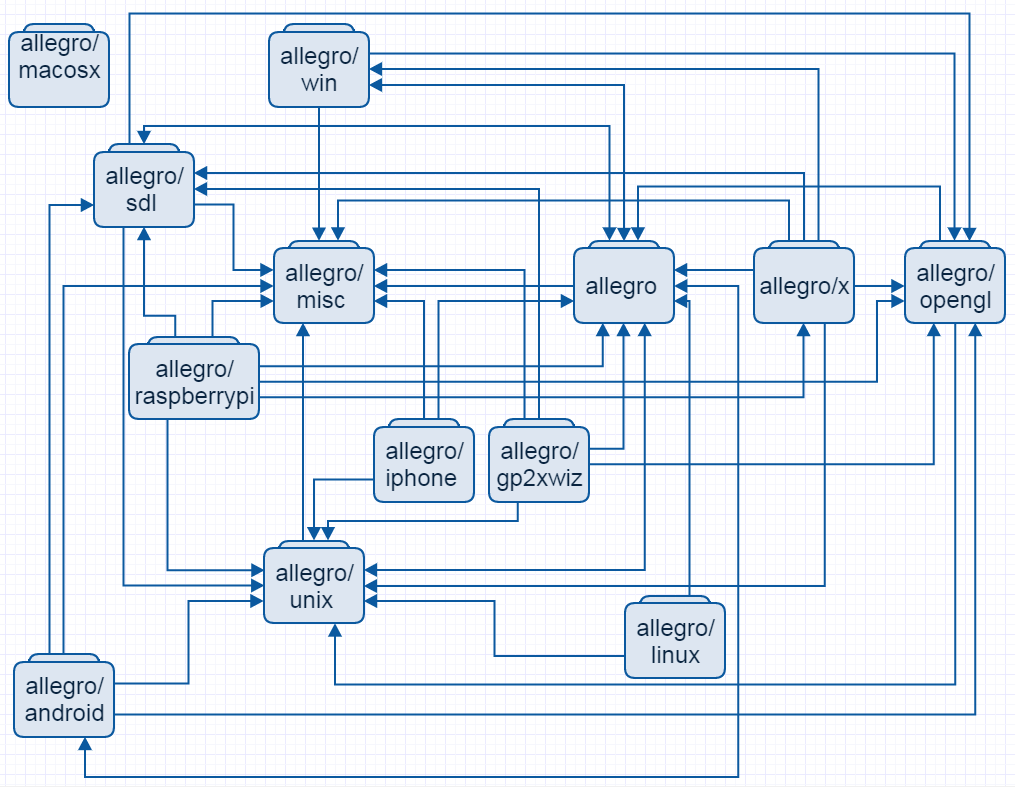 allegro/
macosx
allegro/
win
allegro/
sdl
allegro/
misc
allegro
allegro/x
allegro/
opengl
allegro/
raspberrypi
allegro/
iphone
allegro/
gp2xwiz
allegro/
unix
allegro/
linux
allegro/
android